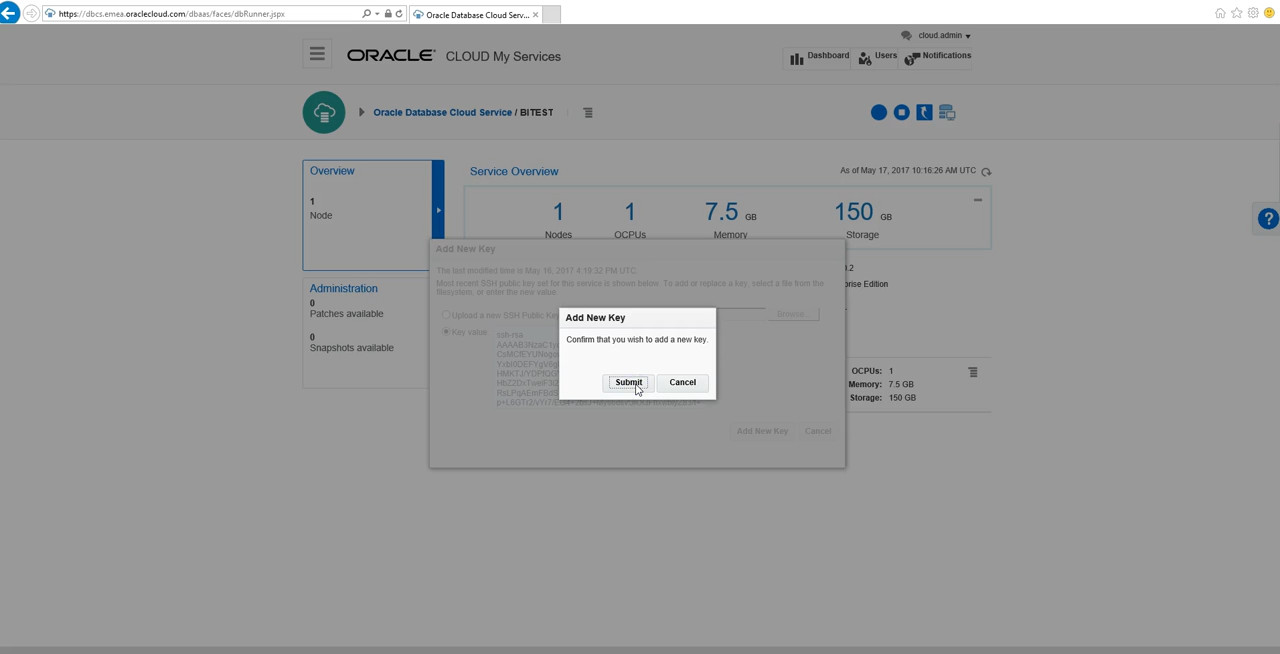 https://dbcs.emea.oraclecloud.com/dbaas/faces/dbRunner.jspx
Oracle Database Cloud Serv...
cloud.admin
ORACLE CLOUD My Services
Dashboard
Users
Notifications
Oracle Database Cloud Service / BITEST
Overview
1
Node
Service Overview
As of May 17, 2017 10:16:26 AM UTC
1
Nodes
1
OCPUs
7.5 GB
Memory
150 GB
Storage
Administration
0
Patches available
0
Snapshots available
Add New Key
The last modified time is May 16, 2017 4:19:32 PM UTC.
Most recent SSH public key set for this service is shown below. To add or replace a key, select a file from the
filesystem, or enter the new value.
Upload a new SSH Public Key
Browse
Key value
ssh-rsa
Add New Key
Confirm that you wish to add a new key.
Submit
Cancel
Add New Key
Cancel
OCPUs: 1
Memory: 7.5 GB
Storage: 150 GB